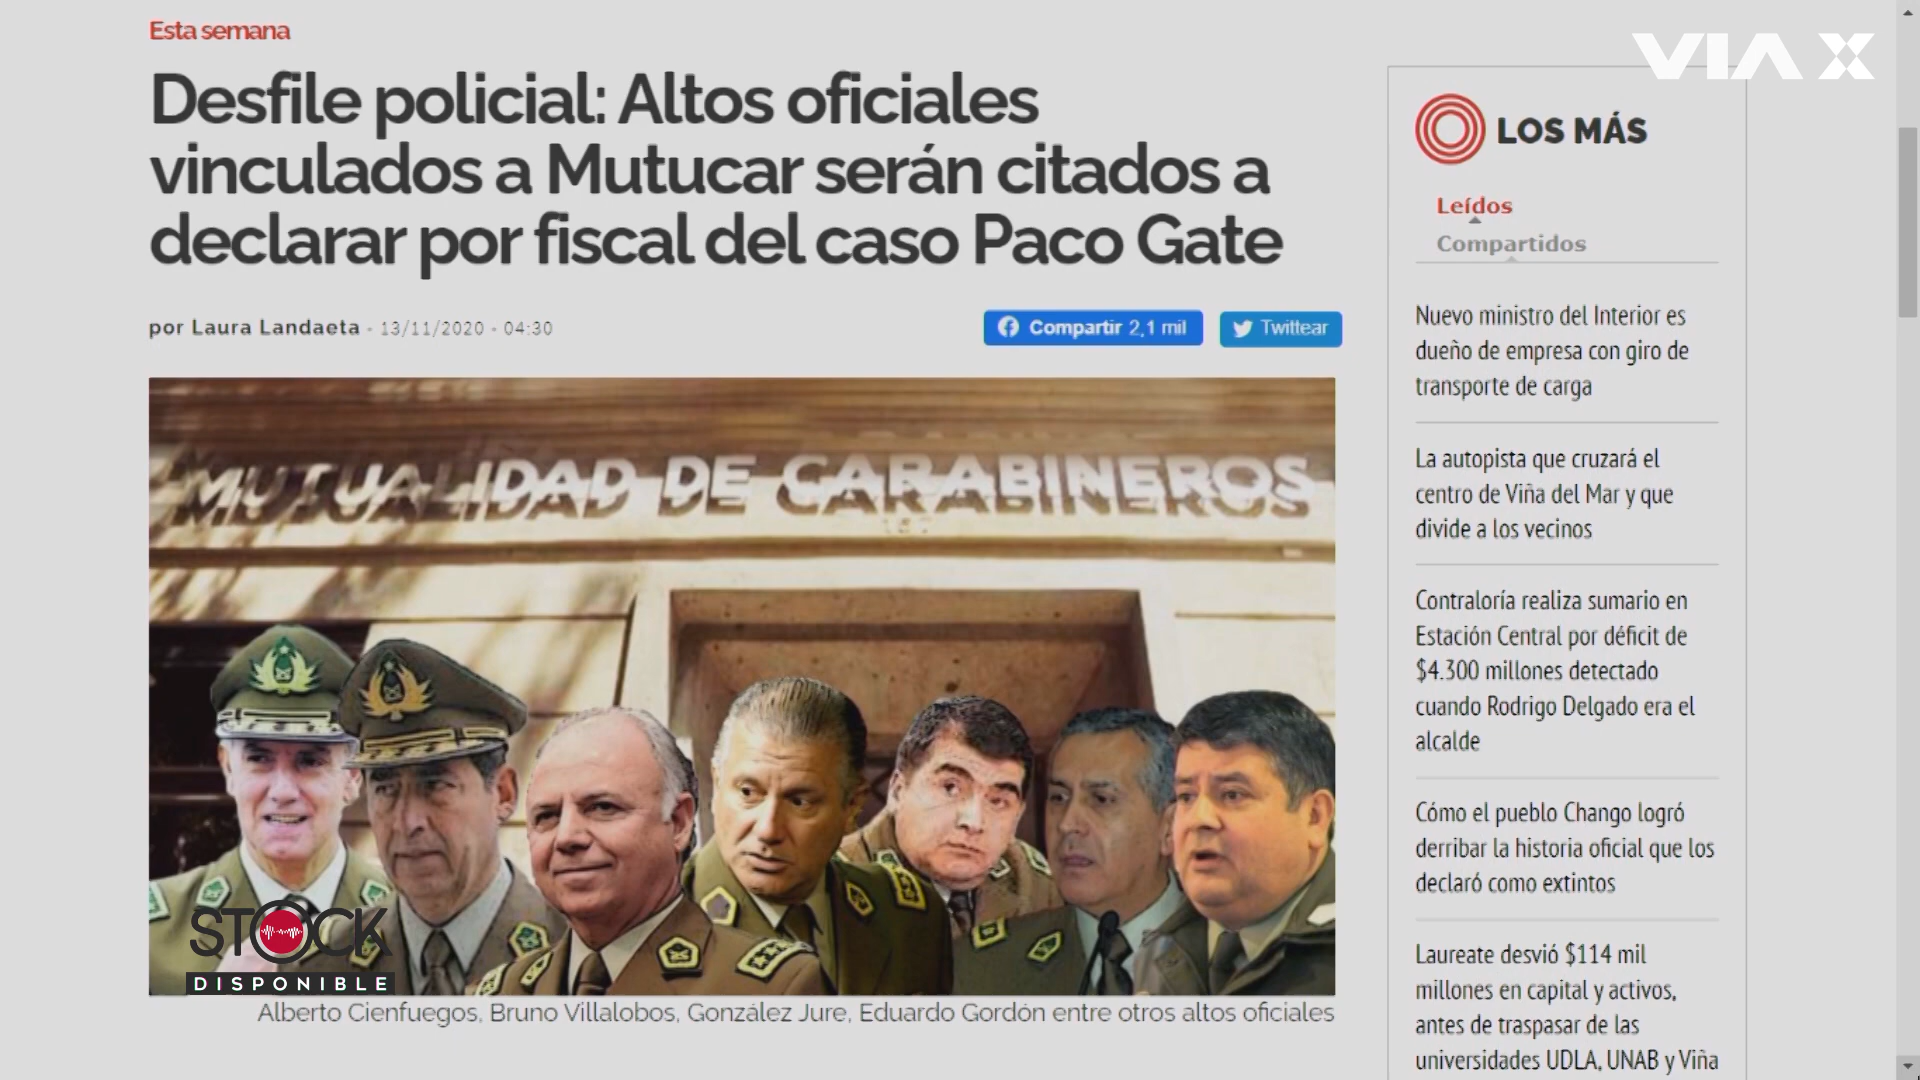 Esta semana
Desfile policial: Altos oficiales
vinculados a Mutucar serán citados a
declarar por fiscal del caso Paco Gate
por Laura Landaeta - 13/11/2020 - 04:30
Compartir 2,1 mil
Twittear
MUTUALIDAD DE CARABINEROS
STOCK
DISPONIBLE
Alberto Cienfuegos, Bruno Villalobos, González Jure, Eduardo Gordón entre otros altos oficiales
VIA X
LOS MÁS
Leídos
Compartidos
Nuevo ministro del Interior es
dueño de empresa con giro de
transporte de carga
La autopista que cruzará el
centro de Viña del Mar y que
divide a los vecinos
Contraloría realiza sumario en
Estación Central por déficit de
$4.300 millones detectado
cuando Rodrigo Delgado era el
alcalde
Cómo el pueblo Chango logró
derribar la historia oficial que los
declaró como extintos
Laureate desvió $114 mil
millones en capital y activos,
antes de traspasar de las
universidades UDLA, UNAB y Viña